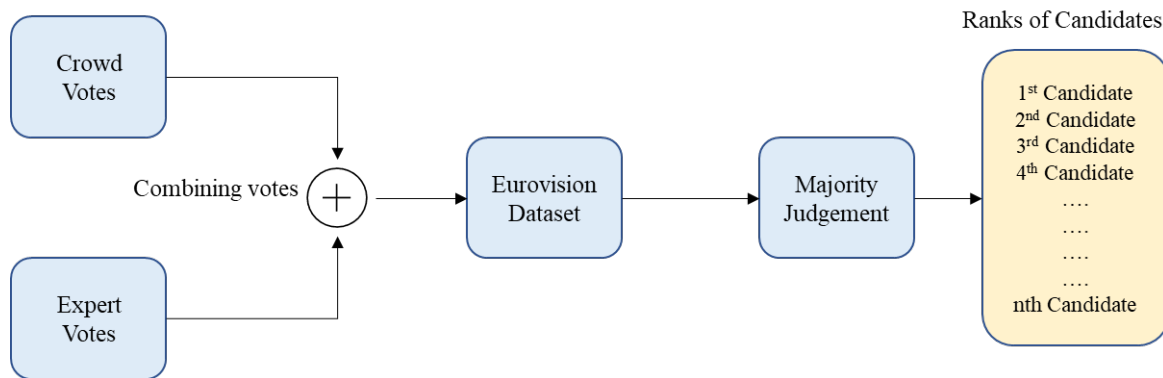 Ranks of Candidates
Crowd
Votes
Combining votes
Expert
Votes
Eurovision
Dataset
Majority
Judgement
1st Candidate
2nd Candidate
3rd Candidate
4th Candidate
....
....
....
....
nth Candidate